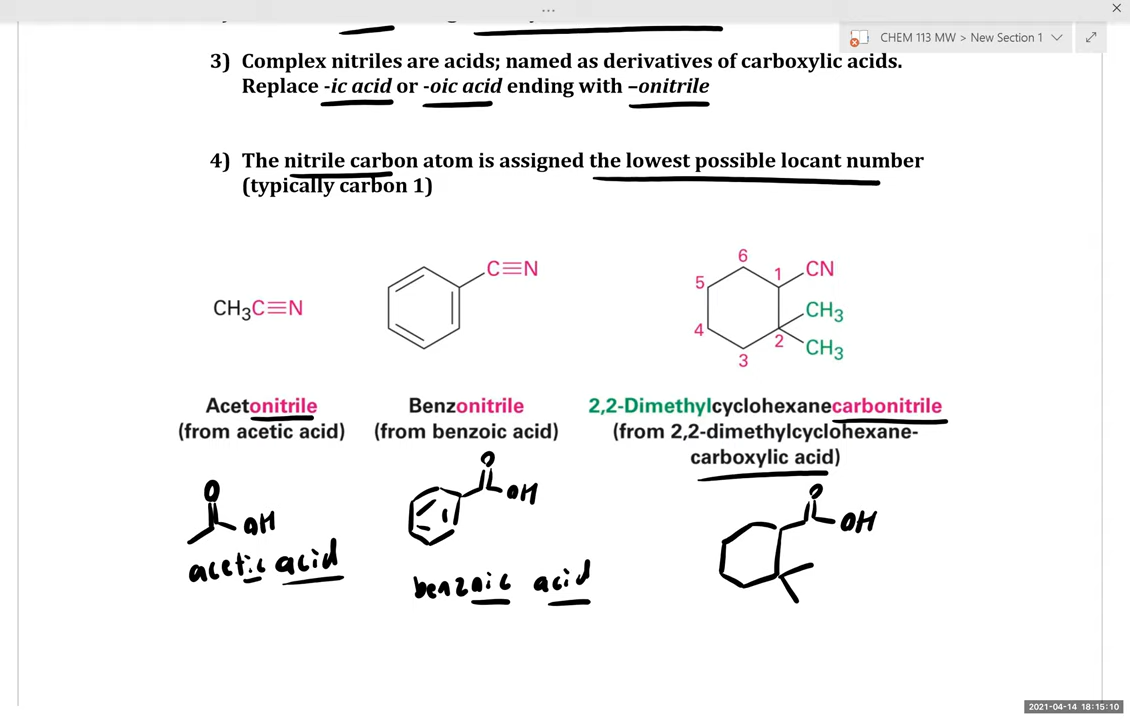 ...
CHEM 113 MW > New Section 1
3) Complex nitriles are acids; named as derivatives of carboxylic acids.
Replace -ic acid or -oic acid ending with –onitrile
4) The nitrile carbon atom is assigned the lowest possible locant number
(typically carbon 1)
CH3C≡N
C≡N
6
5
4
3
2
1
CN
CH3
CH3
Acetonitrile
(from acetic acid)
Benzonitrile
(from benzoic acid)
2,2-Dimethylcyclohexanecarbonitrile
(from 2,2-dimethylcyclohexane-
carboxylic acid)
O
OH
acetic acid
O
OH
benzoic acid
O
OH
2021-04-14 18:15:10